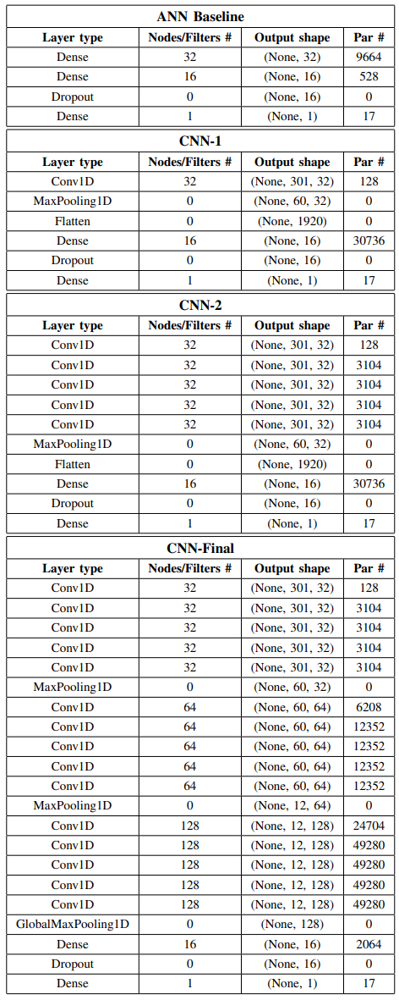 ANN Baseline
Layer type Nodes/Filters # Output shape Par #
Dense 32 (None, 32) 9664
Dense 16 (None, 16) 528
Dropout 0 (None, 16) 0
Dense 1 (None, 1) 17
CNN-1
Layer type Nodes/Filters # Output shape Par #
Conv1D 32 (None, 301, 32) 128
MaxPooling1D 0 (None, 60, 32) 0
Flatten 0 (None, 1920) 0
Dense 16 (None, 16) 30736
Dropout 0 (None, 16) 0
Dense 1 (None, 1) 17
CNN-2
Layer type Nodes/Filters # Output shape Par #
Conv1D 32 (None, 301, 32) 128
Conv1D 32 (None, 301, 32) 3104
Conv1D 32 (None, 301, 32) 3104
Conv1D 32 (None, 301, 32) 3104
Conv1D 32 (None, 301, 32) 3104
MaxPooling1D 0 (None, 60, 32) 0
Flatten 0 (None, 1920) 0
Dense 16 (None, 16) 30736
Dropout 0 (None, 16) 0
Dense 1 (None, 1) 17
CNN-Final
Layer type Nodes/Filters # Output shape Par #
Conv1D 32 (None, 301, 32) 128
Conv1D 32 (None, 301, 32) 3104
Conv1D 32 (None, 301, 32) 3104
Conv1D 32 (None, 301, 32) 3104
Conv1D 32 (None, 301, 32) 3104
MaxPooling1D 0 (None, 60, 32) 0
Conv1D 64 (None, 60, 64) 6208
Conv1D 64 (None, 60, 64) 12352
Conv1D 64 (None, 60, 64) 12352
Conv1D 64 (None, 60, 64) 12352
Conv1D 64 (None, 60, 64) 12352
MaxPooling1D 0 (None, 12, 64) 0
Conv1D 128 (None, 12, 128) 24704
Conv1D 128 (None, 12, 128) 49280
Conv1D 128 (None, 12, 128) 49280
Conv1D 128 (None, 12, 128) 49280
Conv1D 128 (None, 12, 128) 49280
GlobalMaxPooling1D 0 (None, 128) 0
Dense 16 (None, 16) 2064
Dropout 0 (None, 16) 0
Dense 1 (None, 1) 17